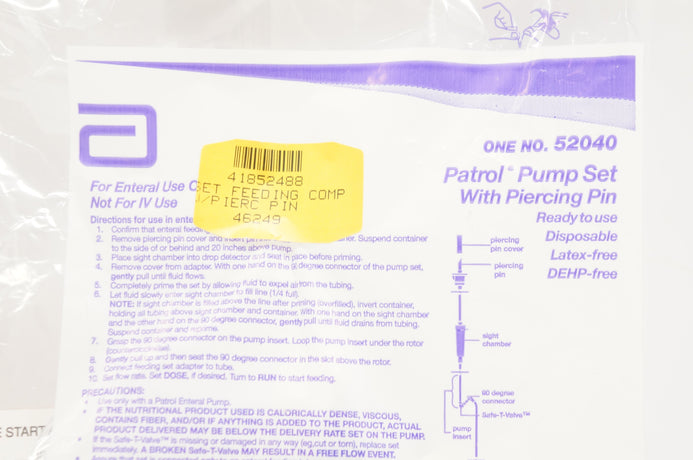 ONE NO. 52040
Patrol® Pump Set
With Piercing Pin
Ready to use
Disposable
Latex-free
DEHP-free
For Enteral Use
Not For IV Use
41852488
SET FEEDING COMP
W/PIERC PIN
46249
Directions for use in
1. Confirm that enteral
2. Remove piercing pin cover and insert Suspend container
to the side of or behind and 20 inches above pump.
3. Place sight chamber into drop detector and seat in place before priming.
4. Remove cover from adapter. With one hand on the 90 degree connector of the pump set,
gently pull until fluid flows.
5. Completely prime the set by allowing fluid to expel air from the tubing.
6. Let fluid slowly enter sight chamber to fill line (1/4 full).
NOTE: If sight chamber is filled above the line after priming (overfilled), invert container,
holding all tubing above sight chamber and container, with one hand on the sight chamber
and the other hand on the 90 degree connector, gently pull until fluid drains from tubing.
Suspend container and reprime.
7. Grasp the 90 degree connector on the pump insert. Loop the pump insert under the rotor
(counterclockwise).
8. Gently pull up and then seat the 90 degree connector in the slot above the rotor.
9. Connect feeding set adapter to tube.
10. Set flow rate. Set DOSE, if desired. Turn to RUN to start feeding.
PRECAUTIONS:
• Use only with a Patrol Enteral Pump.
• IF THE NUTRITIONAL PRODUCT USED IS CALORICALLY DENSE, VISCOUS,
CONTAINS FIBER, AND/OR IF ANYTHING IS ADDED TO THE PRODUCT, ACTUAL
PRODUCT DELIVERED MAY BE BELOW THE DELIVERY RATE SET ON THE PUMP.
• If the Safe-T-Valve™ is missing or damaged in any way (eg, cut or torn), replace set
immediately. A BROKEN Safe-T-Valve MAY RESULT IN A FREE FLOW EVENT.
piercing
pin cover
piercing
pin
sight
chamber
90 degree
connector
Safe-T-Valve™
pump
insert
E START